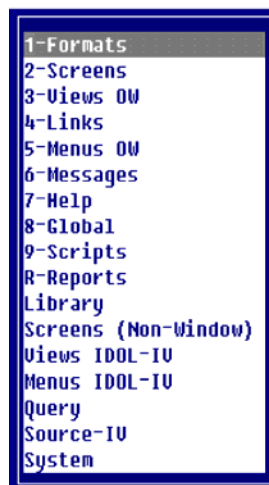 1-Formats
2-Screens
3-Views OW
4-Links
5-Menus OW
6-Messages
7-Help
8-Global
9-Scripts
R-Reports
Library
Screens (Non-Window)
Views IDOL-IV
Menus IDOL-IV
Query
Source-IV
System